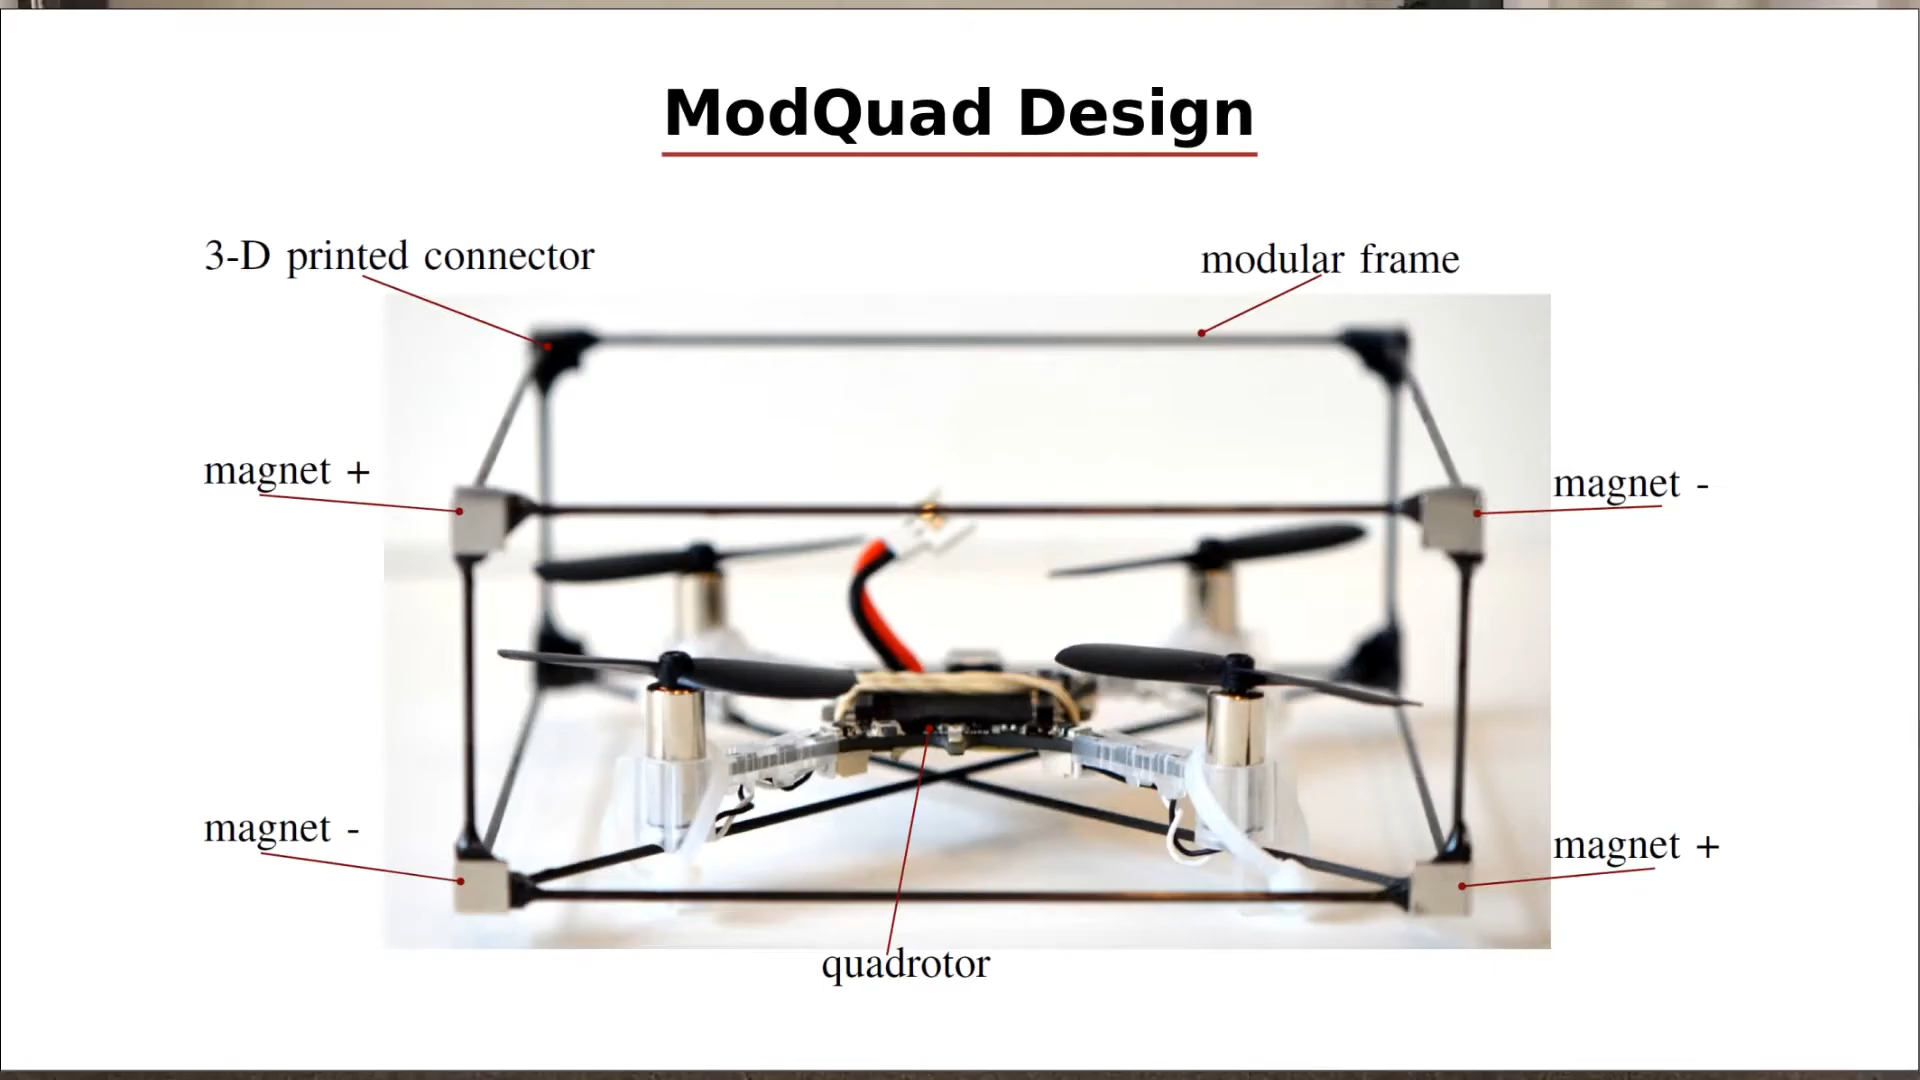 ModQuad Design
3-D printed connector
modular frame
magnet +
magnet -
magnet -
magnet +
quadrotor